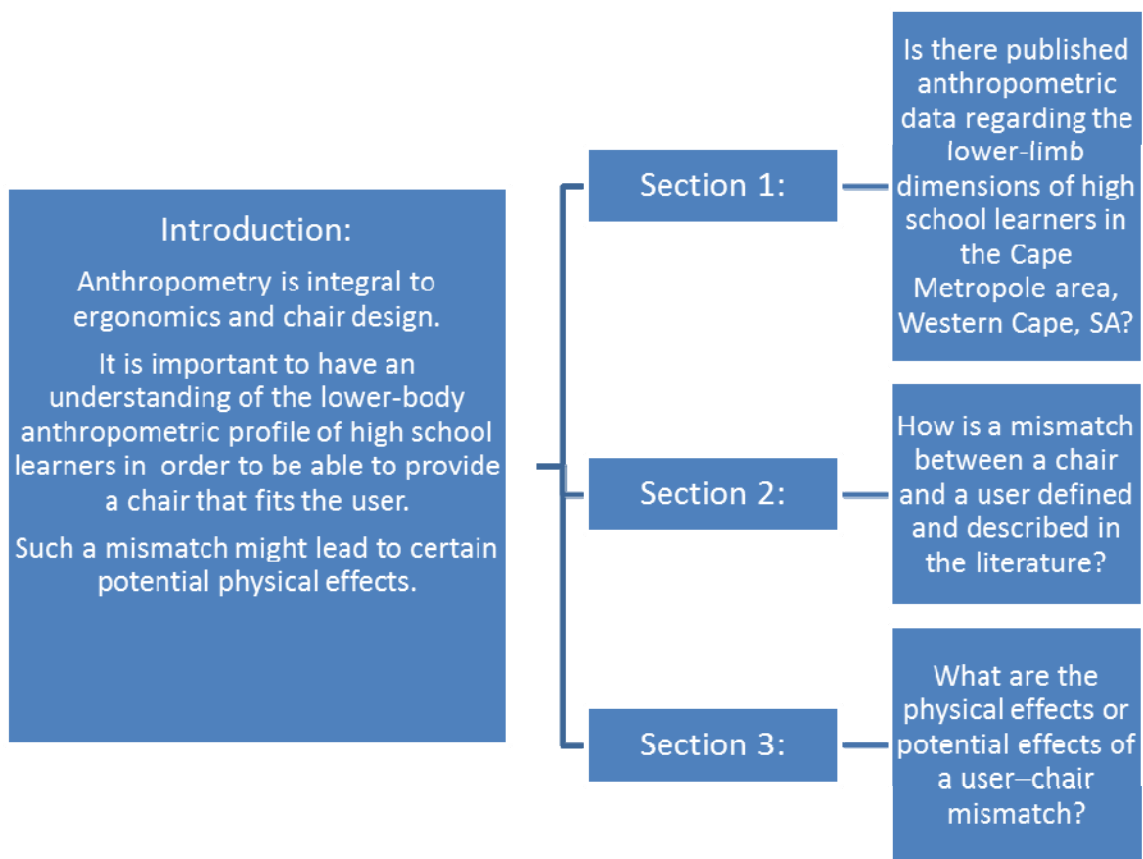 Introduction:
Anthropometry is integral to
ergonomics and chair design.
It is important to have an
understanding of the lower-body
anthropometric profile of high school
learners in order to be able to provide
a chair that fits the user.
Such a mismatch might lead to certain
potential physical effects.
Section 1:
Is there published
anthropometric
data regarding the
lower-limb
dimensions of high
school learners in
the Cape
Metropole area,
Western Cape, SA?
Section 2:
How is a mismatch
between a chair
and a user defined
and described in
the literature?
Section 3:
What are the
physical effects or
potential effects of
a user–chair
mismatch?